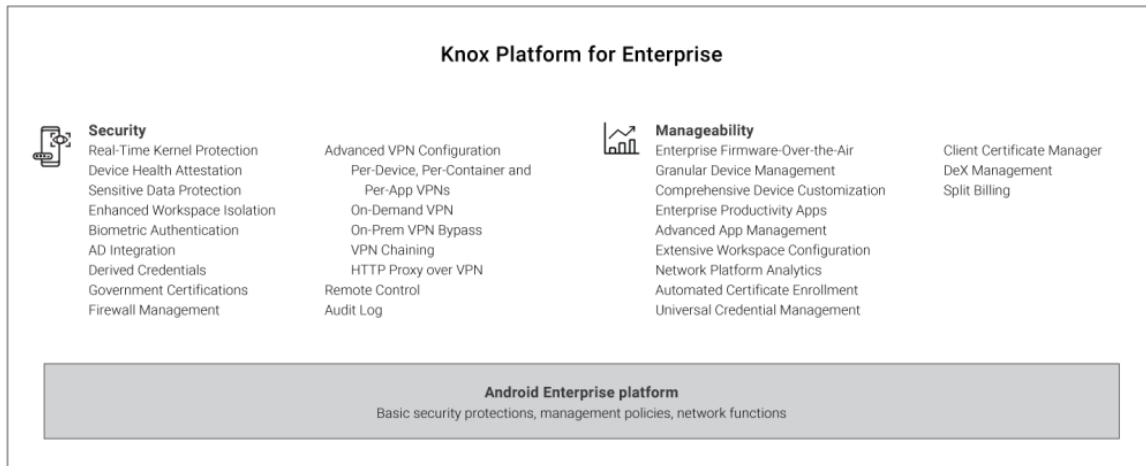 Knox Platform for Enterprise
Security
Real-Time Kernel Protection
Device Health Attestation
Sensitive Data Protection
Enhanced Workspace Isolation
Biometric Authentication
AD Integration
Derived Credentials
Government Certifications
Firewall Management
Advanced VPN Configuration
Per-Device, Per-Container and
Per-App VPNs
On-Demand VPN
On-Prem VPN Bypass
VPN Chaining
HTTP Proxy over VPN
Remote Control
Audit Log
Manageability
Enterprise Firmware-Over-the-Air
Granular Device Management
Comprehensive Device Customization
Enterprise Productivity Apps
Advanced App Management
Extensive Workspace Configuration
Network Platform Analytics
Automated Certificate Enrollment
Universal Credential Management
Client Certificate Manager
DeX Management
Split Billing
Android Enterprise platform
Basic security protections, management policies, network functions